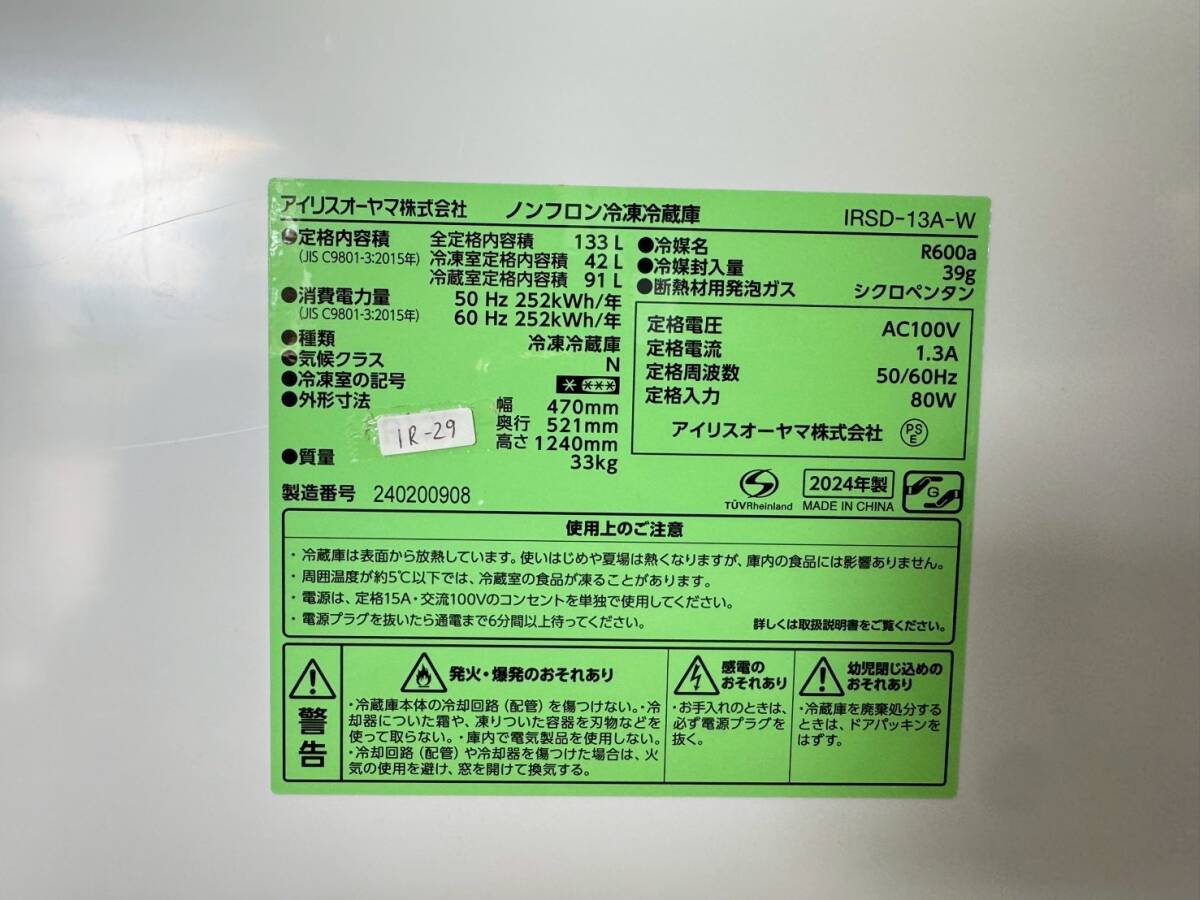 アイリスオーヤマ株式会社 ノンフロン冷凍冷蔵庫 IRSD-13A-W
●定格内容積 全定格内容積 133 L
(JIS C9801-3:2015年) 冷凍室定格内容積 42 L
冷蔵室定格内容積 91 L
●消費電力量 50 Hz 252kWh/年
(JIS C9801-3:2015年) 60 Hz 252kWh/年
●種類 冷凍冷蔵庫
●気候クラス N
●冷凍室の記号
●外形寸法 幅 470mm
奥行 521mm
高さ 1240mm
IR-29
●質量 33kg
製造番号 240200908
●冷媒名 R600a
●冷媒封入量 39g
●断熱材用発泡ガス シクロペンタン
定格電圧 AC100V
定格電流 1.3A
定格周波数 50/60Hz
定格入力 80W
アイリスオーヤマ株式会社 PSE
TÜVRheinland
2024年製
MADE IN CHINA
G
使用上のご注意
・冷蔵庫は表面から放熱しています。使いはじめや夏場は熱くなりますが、庫内の食品には影響ありません。
・周囲温度が約5℃以下では、冷蔵室の食品が凍ることがあります。
・電源は、定格15A・交流100Vのコンセントを単独で使用してください。
・電源プラグを抜いたら通電まで6分間以上待ってください。 詳しくは取扱説明書をご覧ください。
警告
発火・爆発のおそれあり
・冷蔵庫本体の冷却回路(配管)を傷つけない。・冷
却器についた霜や、凍りついた容器を刃物などを
使って取らない。・庫内で電気製品を使用しない。
・冷却回路(配管)や冷却器を傷つけた場合は、火
気の使用を避け、窓を開けて換気する。
感電の
おそれあり
・お手入れのときは、
必ず電源プラグを
抜く。
幼児閉じ込めの
おそれあり
・冷蔵庫を廃棄処分する
ときは、ドアパッキンを
はずす。